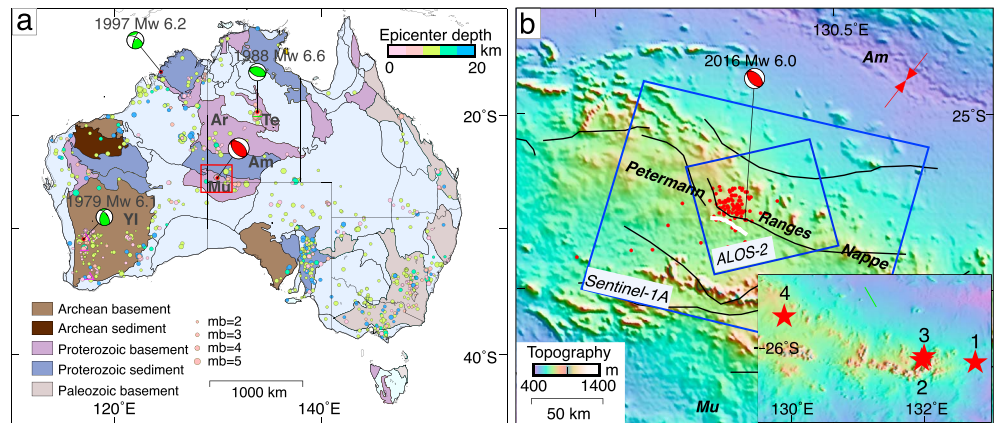 a
1997 Mw 6.2
1988 Mw 6.6
Epicenter depth
km
0
20
20°S
Ar
Te
Am
Mu
1979 Mw 6.1
Yl
Archean basement
Archean sediment
Proterozoic basement
Proterozoic sediment
Paleozoic basement
mb=2
mb=3
mb=4
mb=5
1000 km
40°S
120°E
140°E
b
130.5°E
Am
2016 Mw 6.0
25°S
Petermann
Ranges
Nappe
ALOS-2
Sentinel-1A
Topography
m
400
1400
50 km
Mu
4
3
1
2
-26°S
130°E
132°E